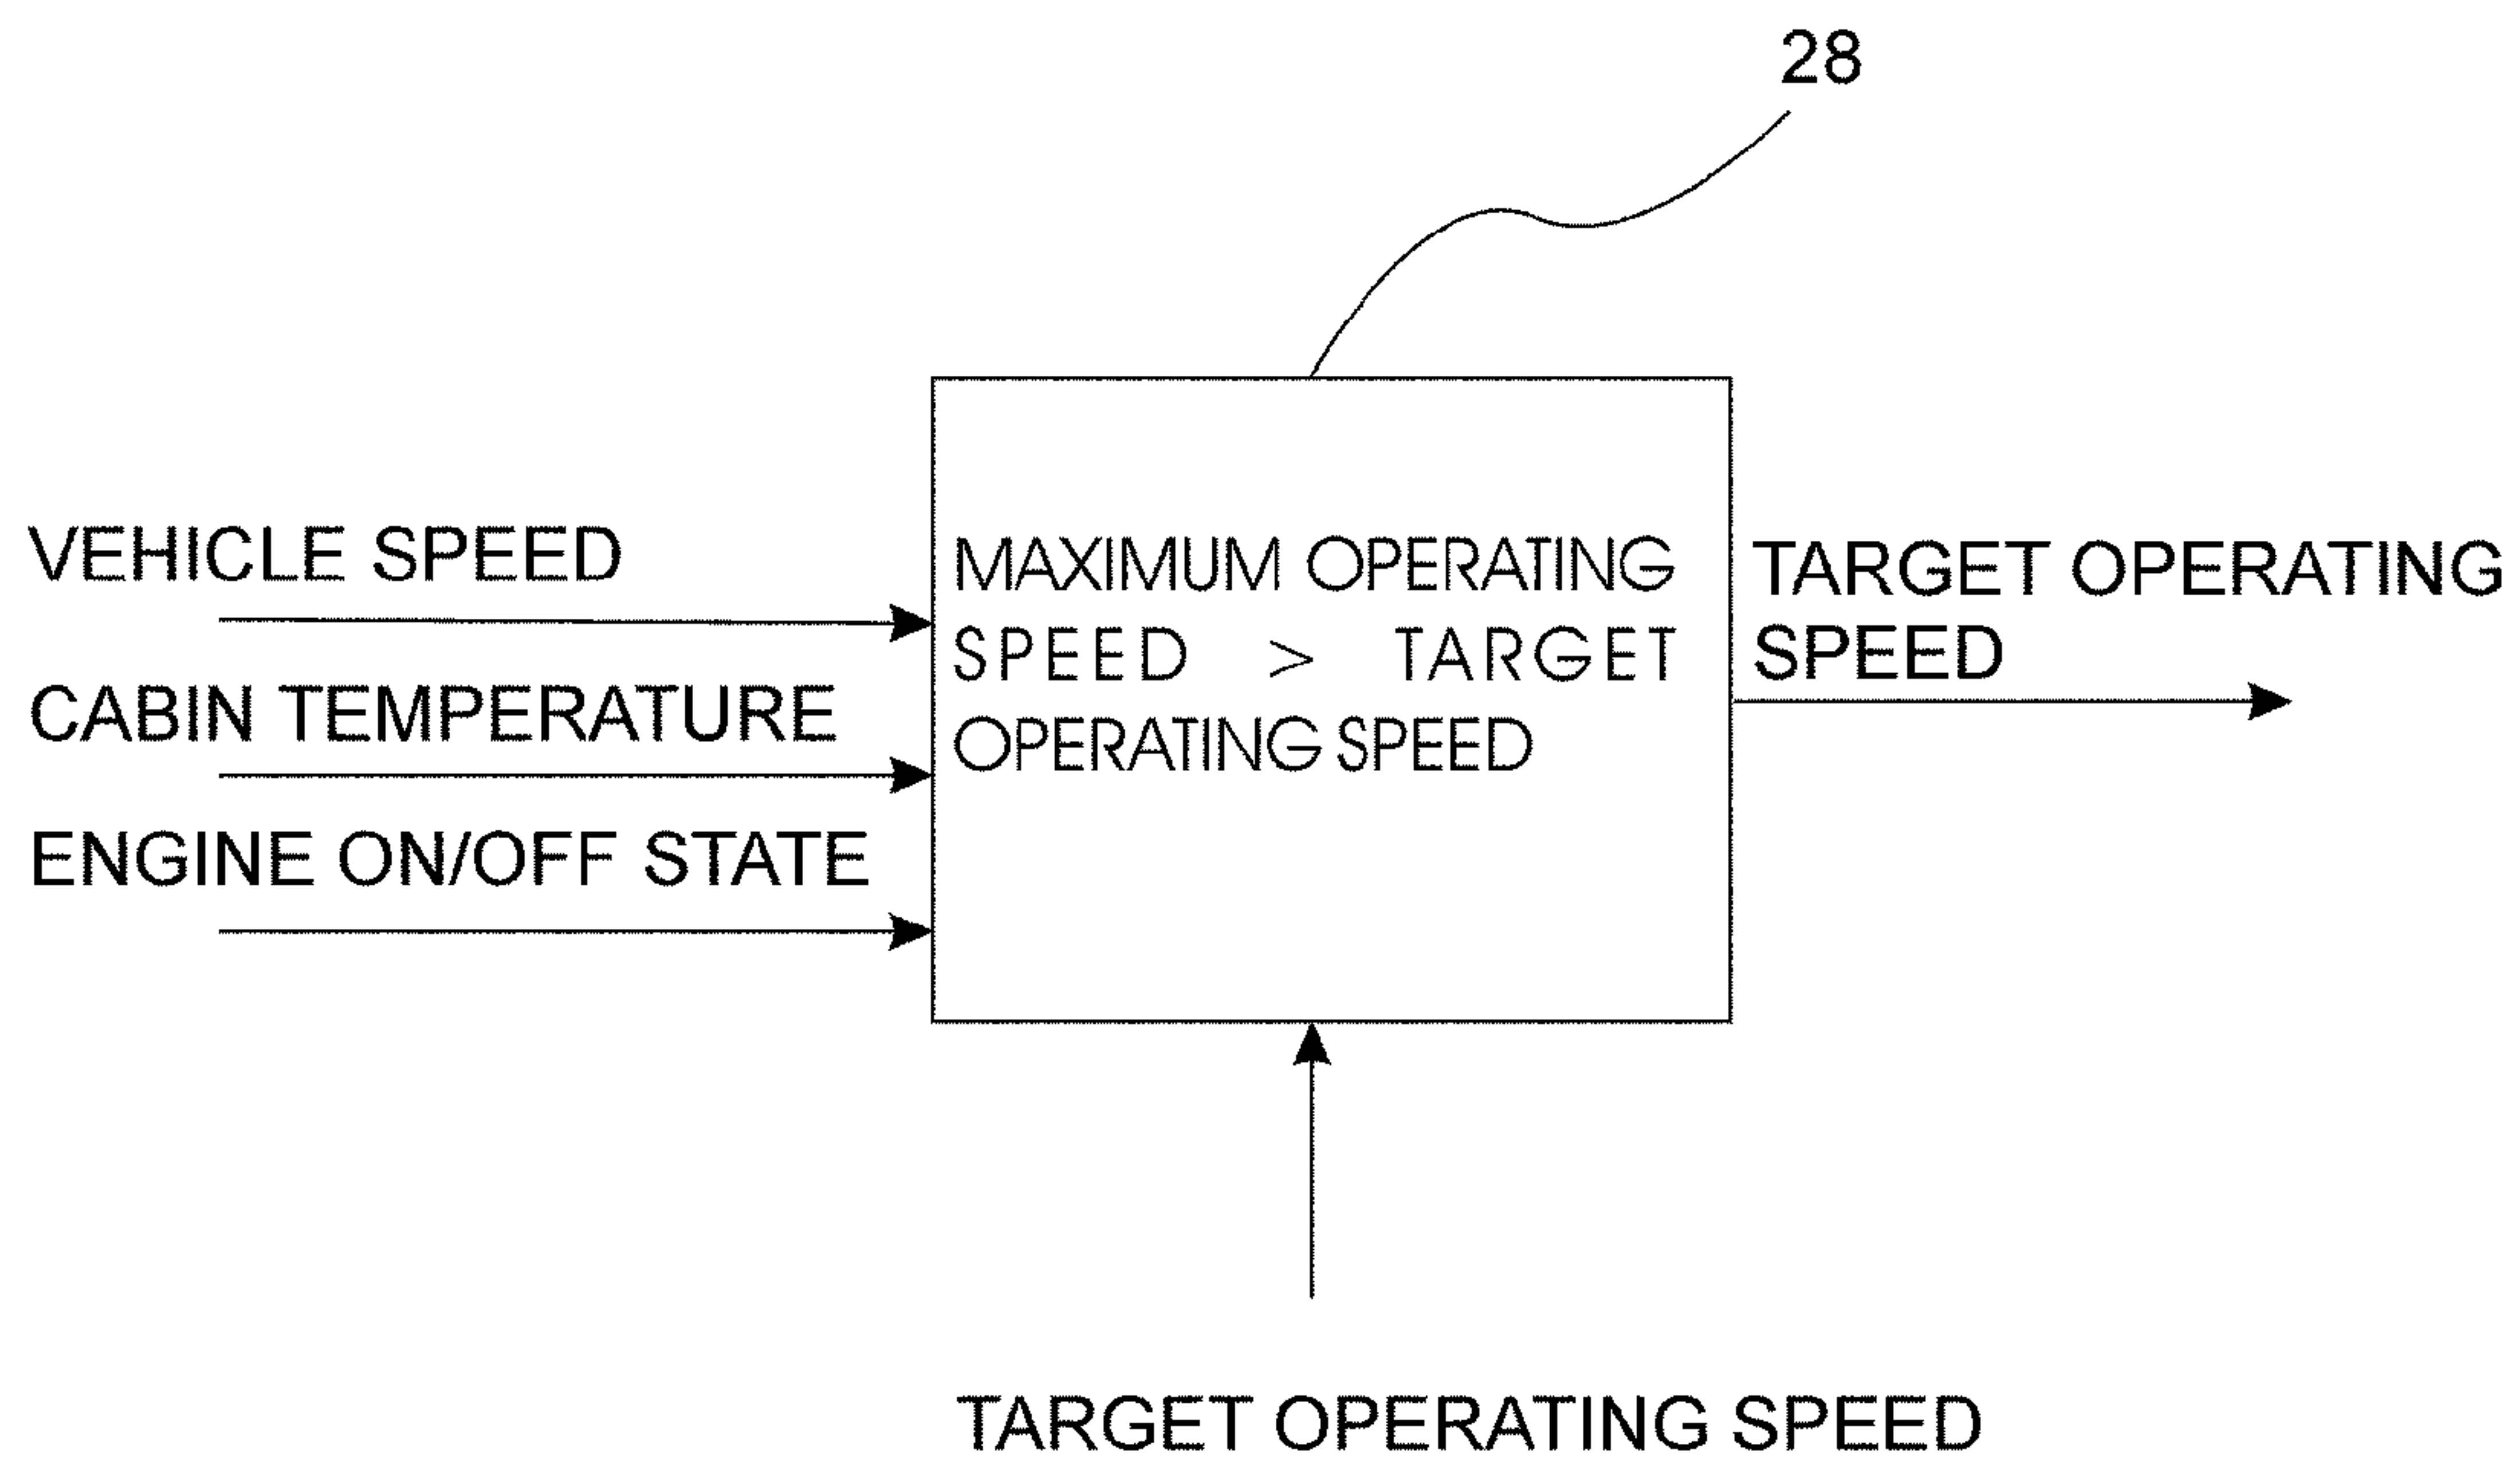 28
VEHICLE SPEED
CABIN TEMPERATURE
ENGINE ON/OFF STATE
MAXIMUM OPERATING
SPEED > TARGET
OPERATING SPEED
TARGET OPERATING
SPEED
TARGET OPERATING SPEED